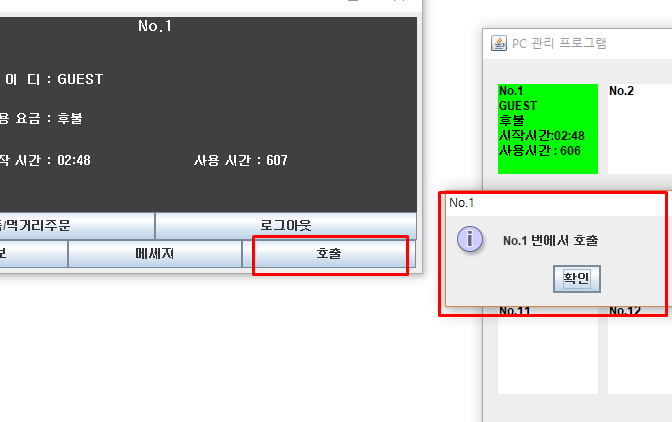 No.1
이 디 : GUEST
용 요금 : 후불
작 시간 : 02:48
사용 시간 : 607
/먹거리주문
로그아웃
보
메세지
호출
PC 관리 프로그램
No.1
GUEST
후불
시작시간:02:48
사용시간 : 606
No.2
No.1
No.1 번에서 호출
확인
No.11
No.12